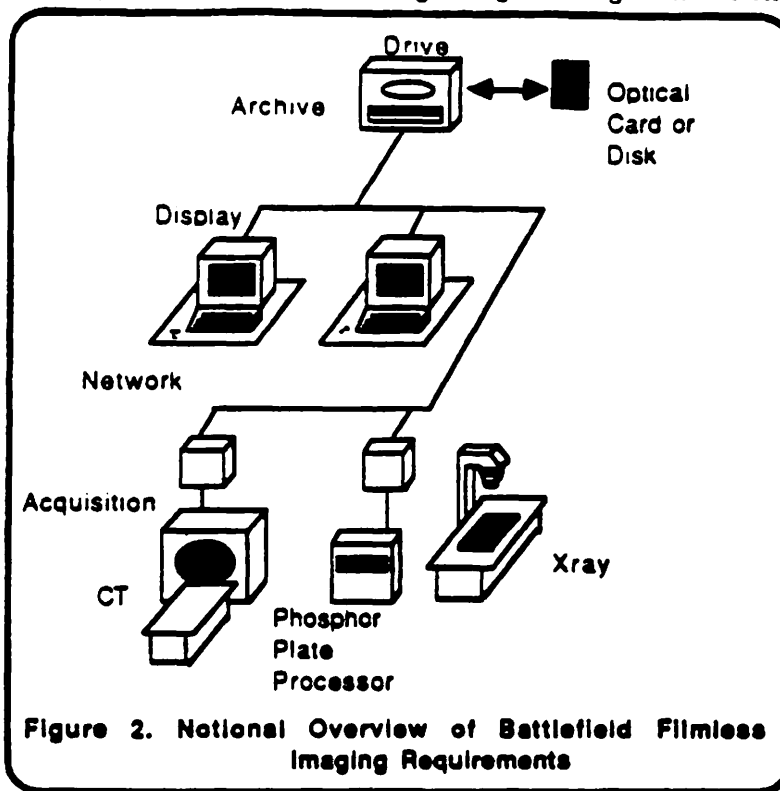 Drive
Archive
Optical
Card or
Disk
Display
Network
Acquisition
CT
Xray
Phosphor
Plate
Processor
Figure 2. Notional Overview of Battlefield Filmless
Imaging Requirements